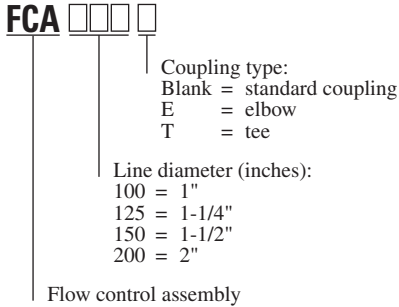 FCA □□□ □
Coupling type:
Blank = standard coupling
E = elbow
T = tee
Line diameter (inches):
100 = 1"
125 = 1-1/4"
150 = 1-1/2"
200 = 2"
Flow control assembly